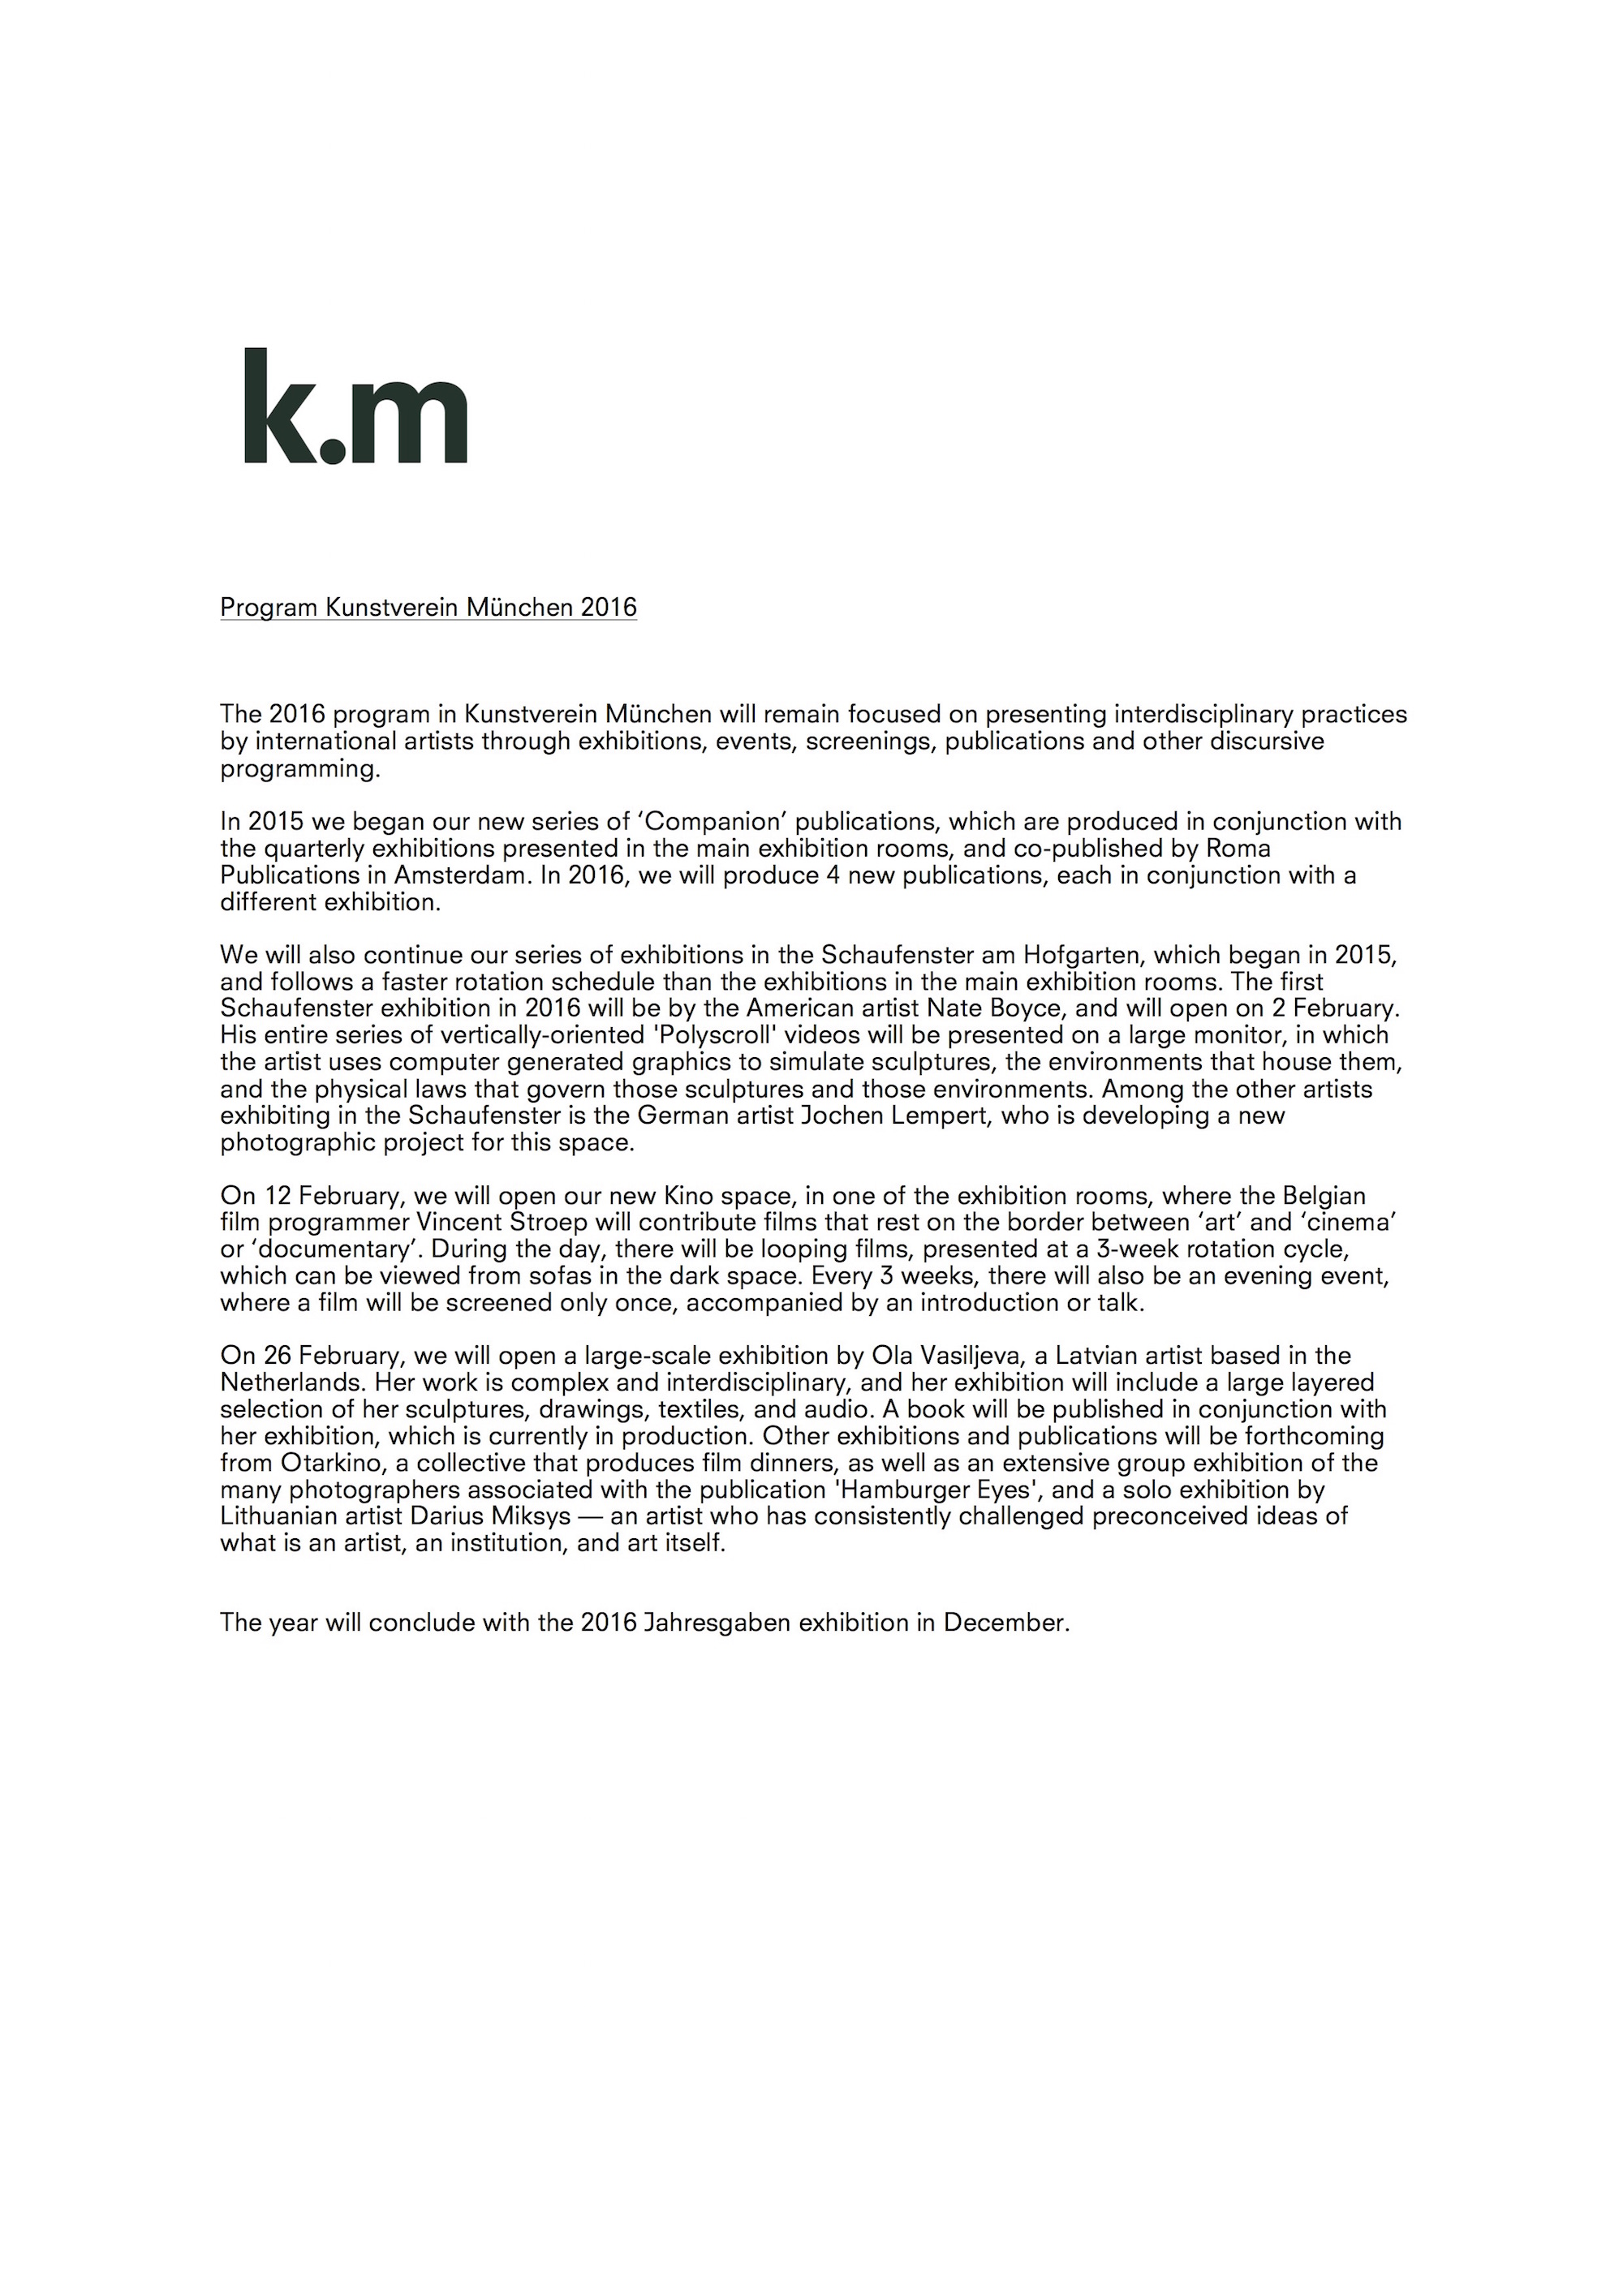 k.m
Program Kunstverein München 2016
The 2016 program in Kunstverein München will remain focused on presenting interdisciplinary practices
by international artists through exhibitions, events, screenings, publications and other discursive
programming.
In 2015 we began our new series of ‘Companion’ publications, which are produced in conjunction with
the quarterly exhibitions presented in the main exhibition rooms, and co-published by Roma
Publications in Amsterdam. In 2016, we will produce 4 new publications, each in conjunction with a
different exhibition.
We will also continue our series of exhibitions in the Schaufenster am Hofgarten, which began in 2015,
and follows a faster rotation schedule than the exhibitions in the main exhibition rooms. The first
Schaufenster exhibition in 2016 will be by the American artist Nate Boyce, and will open on 2 February.
His entire series of vertically-oriented 'Polyscroll' videos will be presented on a large monitor, in which
the artist uses computer generated graphics to simulate sculptures, the environments that house them,
and the physical laws that govern those sculptures and those environments. Among the other artists
exhibiting in the Schaufenster is the German artist Jochen Lempert, who is developing a new
photographic project for this space.
On 12 February, we will open our new Kino space, in one of the exhibition rooms, where the Belgian
film programmer Vincent Stroep will contribute films that rest on the border between ‘art’ and ‘cinema’
or ‘documentary’. During the day, there will be looping films, presented at a 3-week rotation cycle,
which can be viewed from sofas in the dark space. Every 3 weeks, there will also be an evening event,
where a film will be screened only once, accompanied by an introduction or talk.
On 26 February, we will open a large-scale exhibition by Ola Vasiljeva, a Latvian artist based in the
Netherlands. Her work is complex and interdisciplinary, and her exhibition will include a large layered
selection of her sculptures, drawings, textiles, and audio. A book will be published in conjunction with
her exhibition, which is currently in production. Other exhibitions and publications will be forthcoming
from Otarkino, a collective that produces film dinners, as well as an extensive group exhibition of the
many photographers associated with the publication 'Hamburger Eyes', and a solo exhibition by
Lithuanian artist Darius Miksys — an artist who has consistently challenged preconceived ideas of
what is an artist, an institution, and art itself.
The year will conclude with the 2016 Jahresgaben exhibition in December.